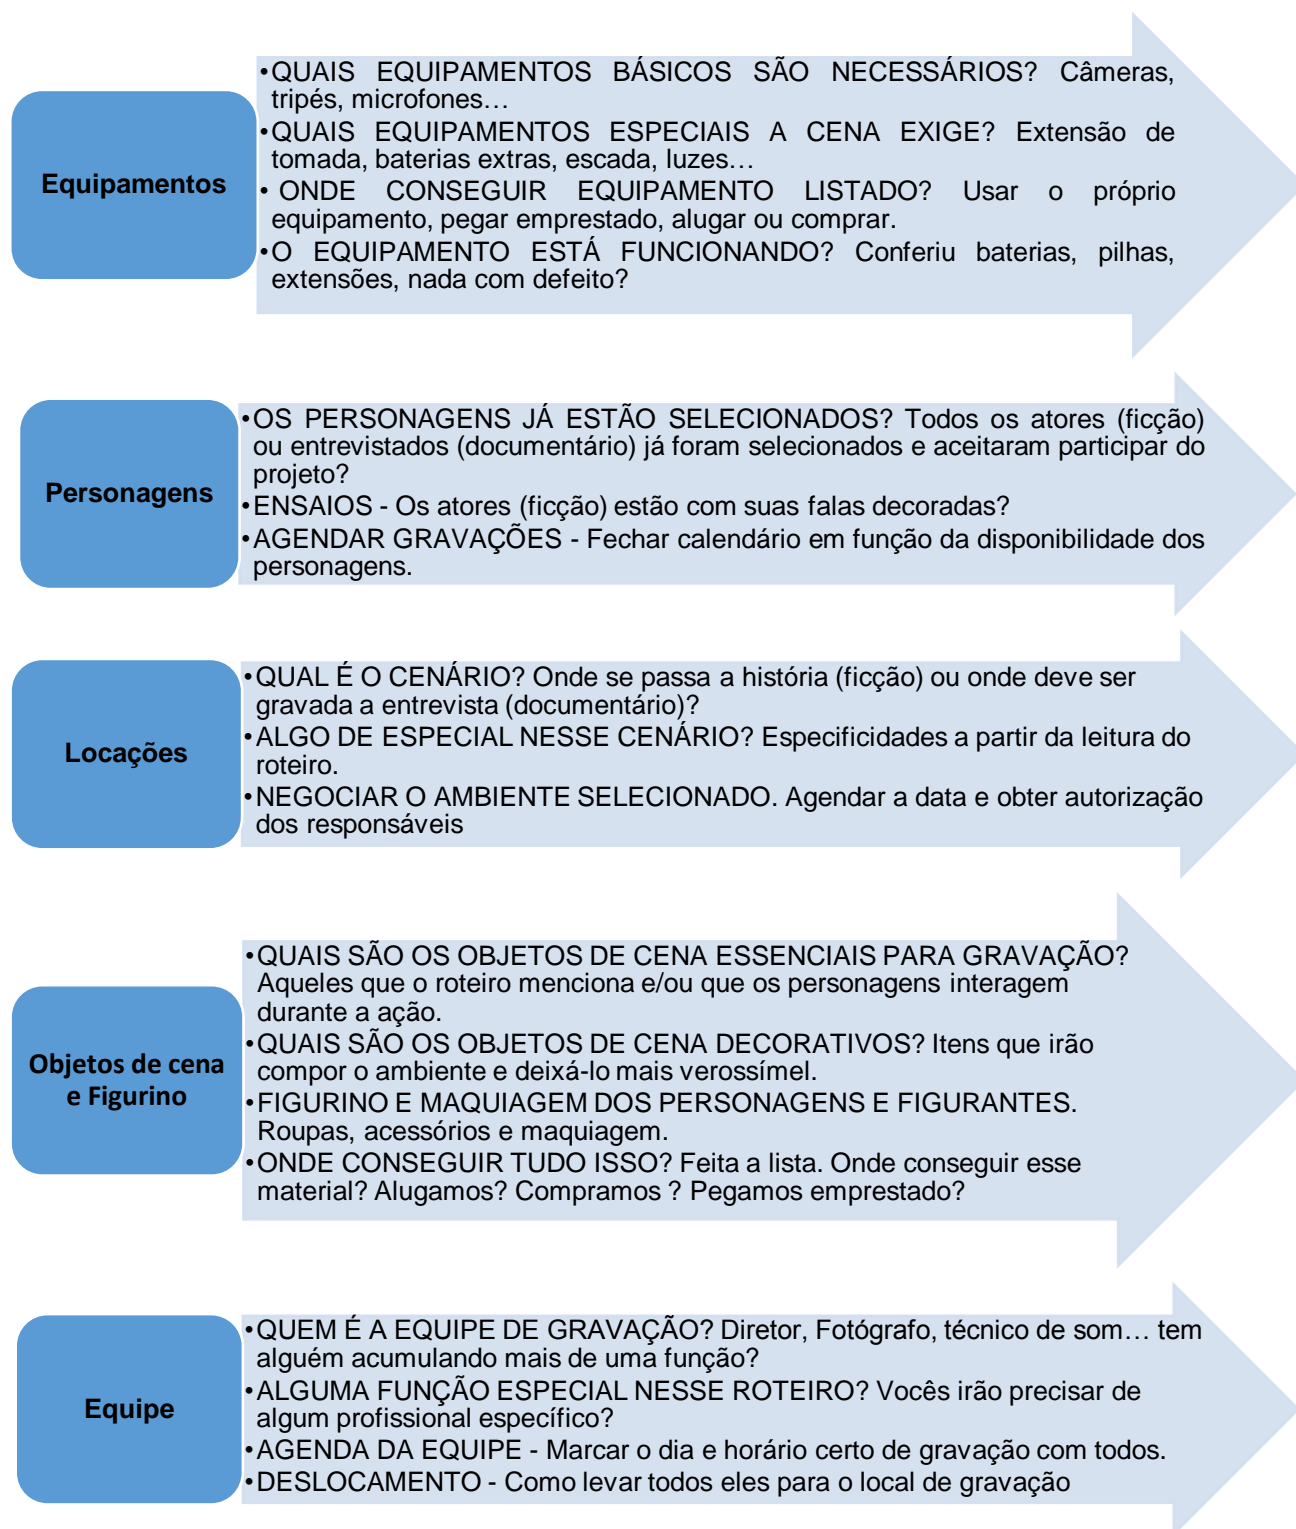 Equipamentos
•QUAIS EQUIPAMENTOS BÁSICOS SÃO NECESSÁRIOS? Câmeras,
tripés, microfones…
•QUAIS EQUIPAMENTOS ESPECIAIS A CENA EXIGE? Extensão de
tomada, baterias extras, escada, luzes…
• ONDE CONSEGUIR EQUIPAMENTO LISTADO? Usar o próprio
equipamento, pegar emprestado, alugar ou comprar.
•O EQUIPAMENTO ESTÁ FUNCIONANDO? Conferiu baterias, pilhas,
extensões, nada com defeito?
Personagens
•OS PERSONAGENS JÁ ESTÃO SELECIONADOS? Todos os atores (ficção)
ou entrevistados (documentário) já foram selecionados e aceitaram participar do
projeto?
•ENSAIOS - Os atores (ficção) estão com suas falas decoradas?
•AGENDAR GRAVAÇÕES - Fechar calendário em função da disponibilidade dos
personagens.
Locações
•QUAL É O CENÁRIO? Onde se passa a história (ficção) ou onde deve ser
gravada a entrevista (documentário)?
•ALGO DE ESPECIAL NESSE CENÁRIO? Especificidades a partir da leitura do
roteiro.
•NEGOCIAR O AMBIENTE SELECIONADO. Agendar a data e obter autorização
dos responsáveis
Objetos de cena
e Figurino
•QUAIS SÃO OS OBJETOS DE CENA ESSENCIAIS PARA GRAVAÇÃO?
Aqueles que o roteiro menciona e/ou que os personagens interagem
durante a ação.
•QUAIS SÃO OS OBJETOS DE CENA DECORATIVOS? Itens que irão
compor o ambiente e deixá-lo mais verossímel.
•FIGURINO E MAQUIAGEM DOS PERSONAGENS E FIGURANTES.
Roupas, acessórios e maquiagem.
•ONDE CONSEGUIR TUDO ISSO? Feita a lista. Onde conseguir esse
material? Alugamos? Compramos ? Pegamos emprestado?
Equipe
•QUEM É A EQUIPE DE GRAVAÇÃO? Diretor, Fotógrafo, técnico de som… tem
alguém acumulando mais de uma função?
•ALGUMA FUNÇÃO ESPECIAL NESSE ROTEIRO? Vocês irão precisar de
algum profissional específico?
•AGENDA DA EQUIPE - Marcar o dia e horário certo de gravação com todos.
•DESLOCAMENTO - Como levar todos eles para o local de gravação